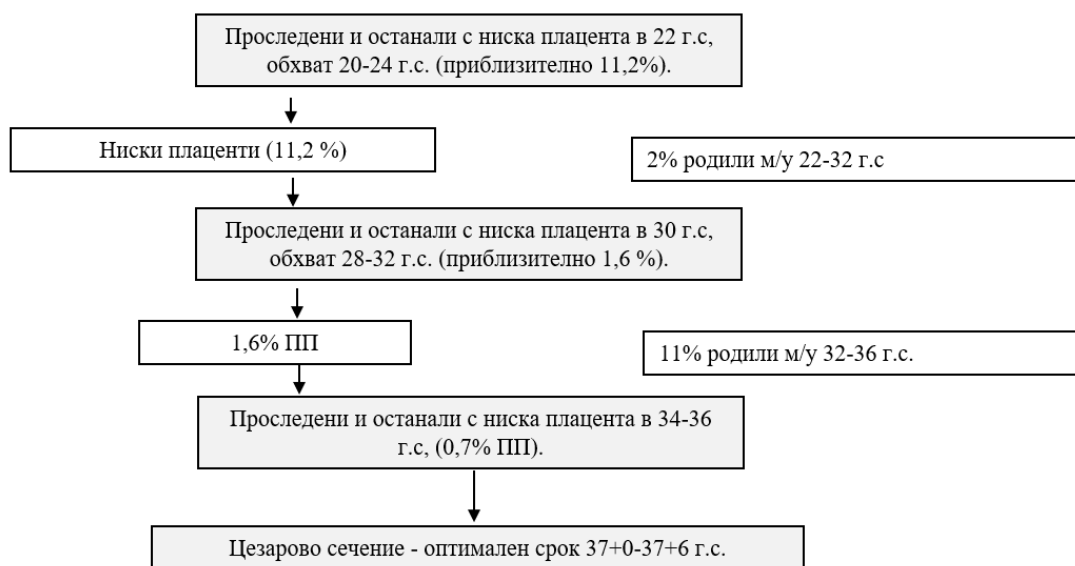 Проследени и останали с ниска плацента в 22 г.с,
обхват 20-24 г.с. (приблизително 11,2%).
Ниски плаценти (11,2 %)
2% родили м/у 22-32 г.с
Проследени и останали с ниска плацента в 30 г.с,
обхват 28-32 г.с. (приблизително 1,6 %).
1,6% ПП
11% родили м/у 32-36 г.с.
Проследени и останали с ниска плацента в 34-36
г.с, (0,7% ПП).
Цезарово сечение - оптимален срок 37+0-37+6 г.с.